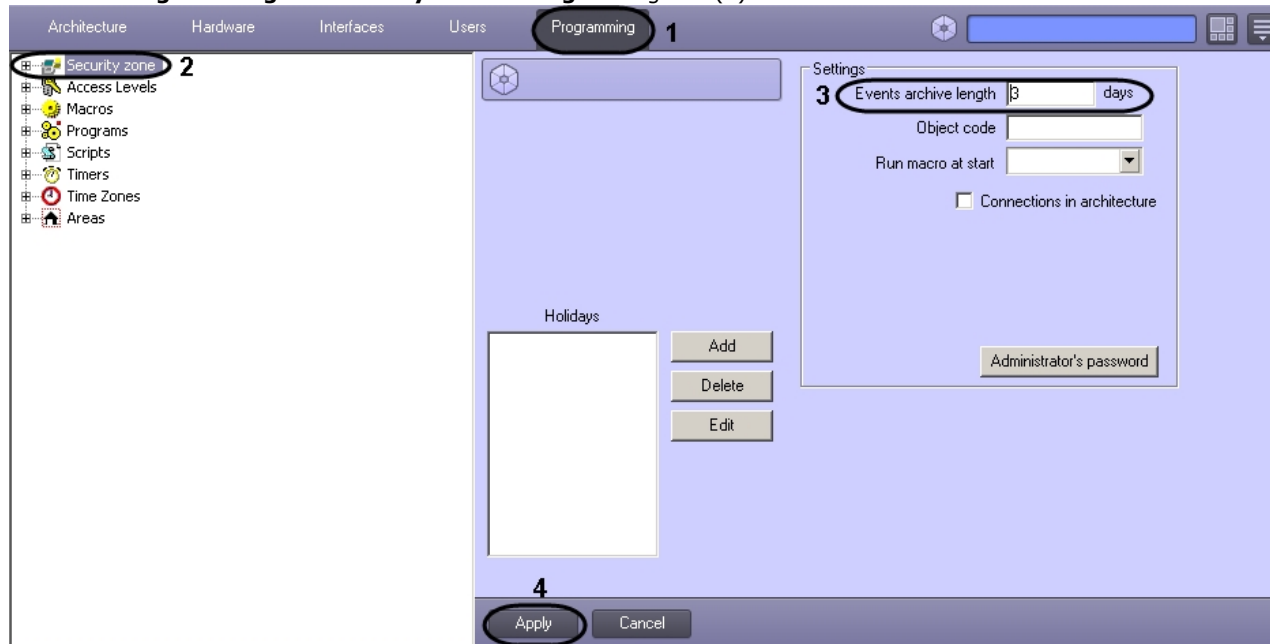 Architecture Hardware Interfaces Users Programming 1
Security zone 2
Access Levels
Macros
Programs
Scripts
Timers
Time Zones
Areas
Settings
3 Events archive length 3 days
Object code
Run macro at start
Connections in architecture
Administrator's password
Holidays
Add
Delete
Edit
4
Apply Cancel